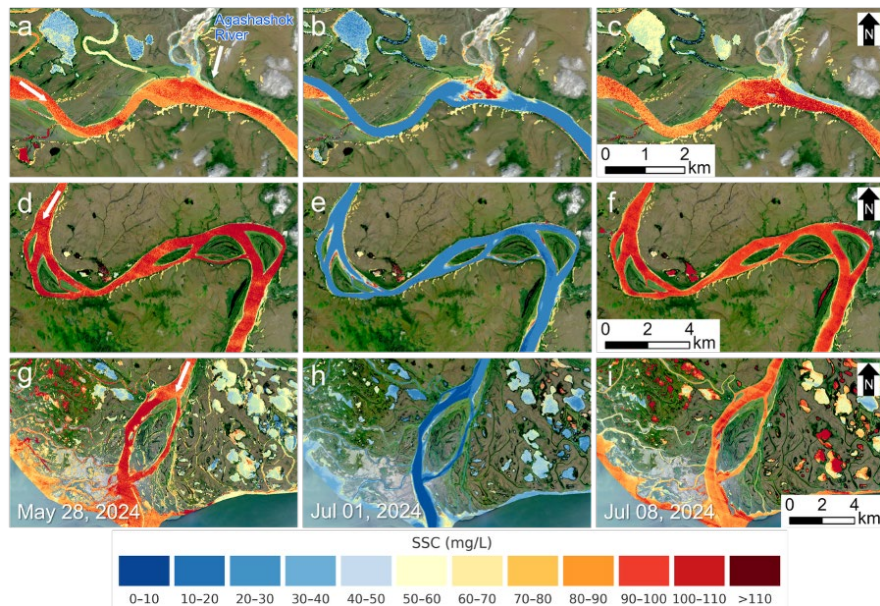 a
Agashashok
River
b
c
N
0 1 2
km
d
e
f
N
0 2 4
km
g
May 28, 2024
h
Jul 01, 2024
i
Jul 08, 2024
N
0 2 4
km
SSC (mg/L)
0–10 10–20 20–30 30–40 40–50 50–60 60–70 70–80 80–90 90–100 100–110 >110